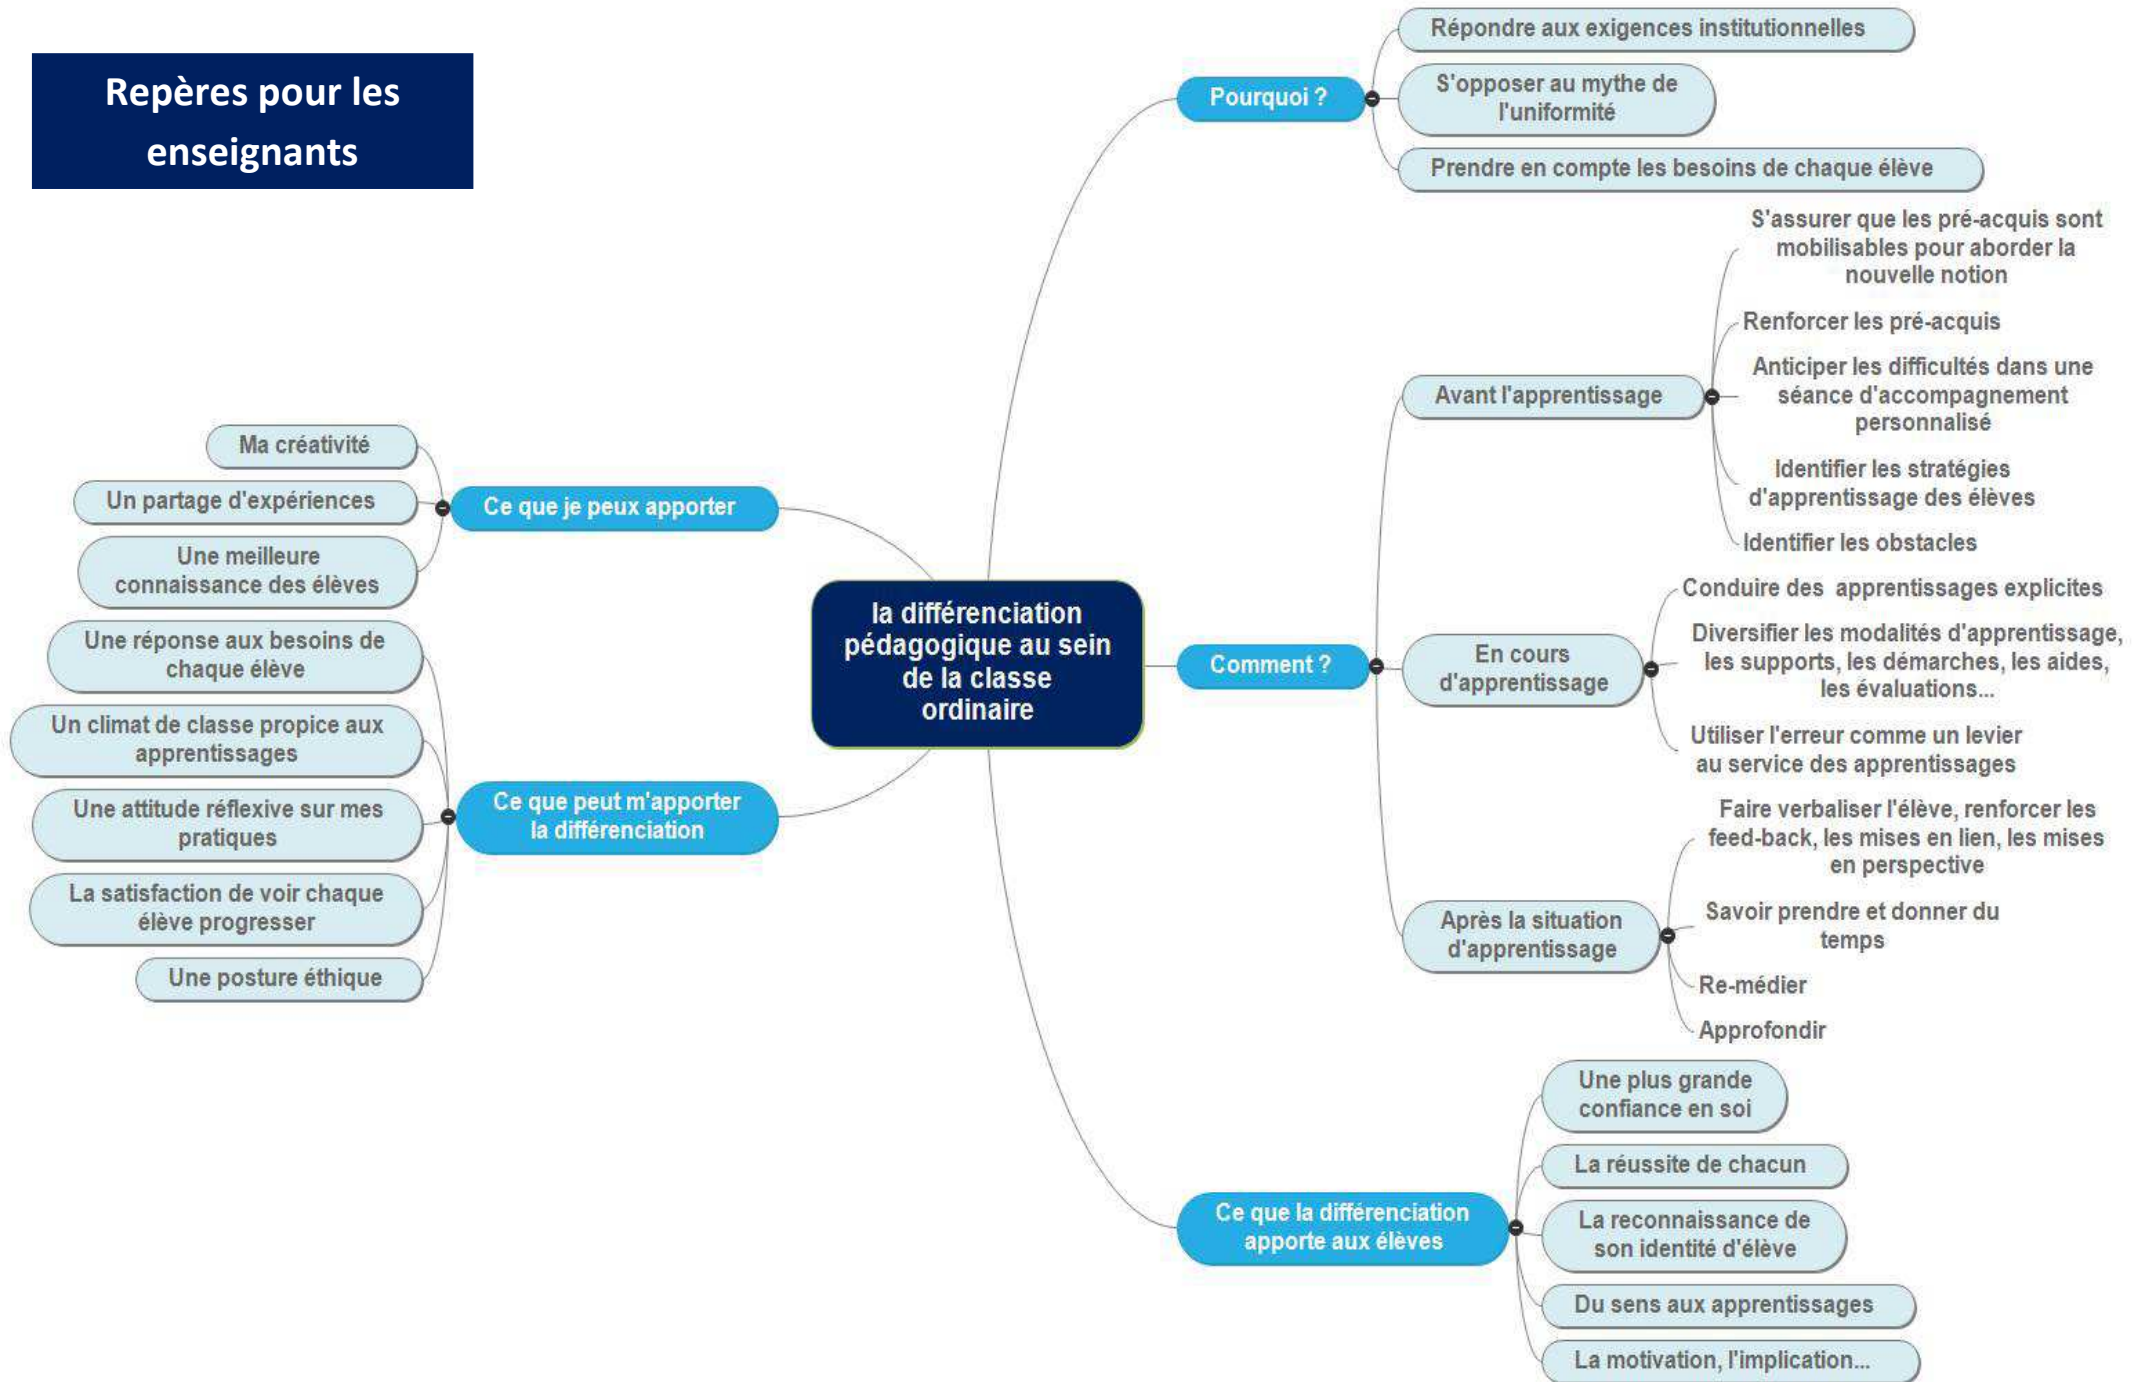 Repères pour les
enseignants
la différenciation
pédagogique au sein
de la classe
ordinaire
Pourquoi ?
Répondre aux exigences institutionnelles
S'opposer au mythe de
l'uniformité
Prendre en compte les besoins de chaque élève
Comment ?
Avant l'apprentissage
S'assurer que les pré-acquis sont
mobilisables pour aborder la
nouvelle notion
Renforcer les pré-acquis
Anticiper les difficultés dans une
séance d'accompagnement
personnalisé
Identifier les stratégies
d'apprentissage des élèves
Identifier les obstacles
En cours
d'apprentissage
Conduire des  apprentissages explicites
Diversifier les modalités d'apprentissage,
les supports, les démarches, les aides,
les évaluations...
Utiliser l'erreur comme un levier
au service des apprentissages
Après la situation
d'apprentissage
Faire verbaliser l'élève, renforcer les
feed-back, les mises en lien, les mises
en perspective
Savoir prendre et donner du
temps
Re-médier
Approfondir
Ce que la différenciation
apporte aux élèves
Une plus grande
confiance en soi
La réussite de chacun
La reconnaissance de
son identité d'élève
Du sens aux apprentissages
La motivation, l'implication...
Ce que je peux apporter
Ma créativité
Un partage d'expériences
Une meilleure
connaissance des élèves
Ce que peut m'apporter
la différenciation
Une réponse aux besoins de
chaque élève
Un climat de classe propice aux
apprentissages
Une attitude réflexive sur mes
pratiques
La satisfaction de voir chaque
élève progresser
Une posture éthique